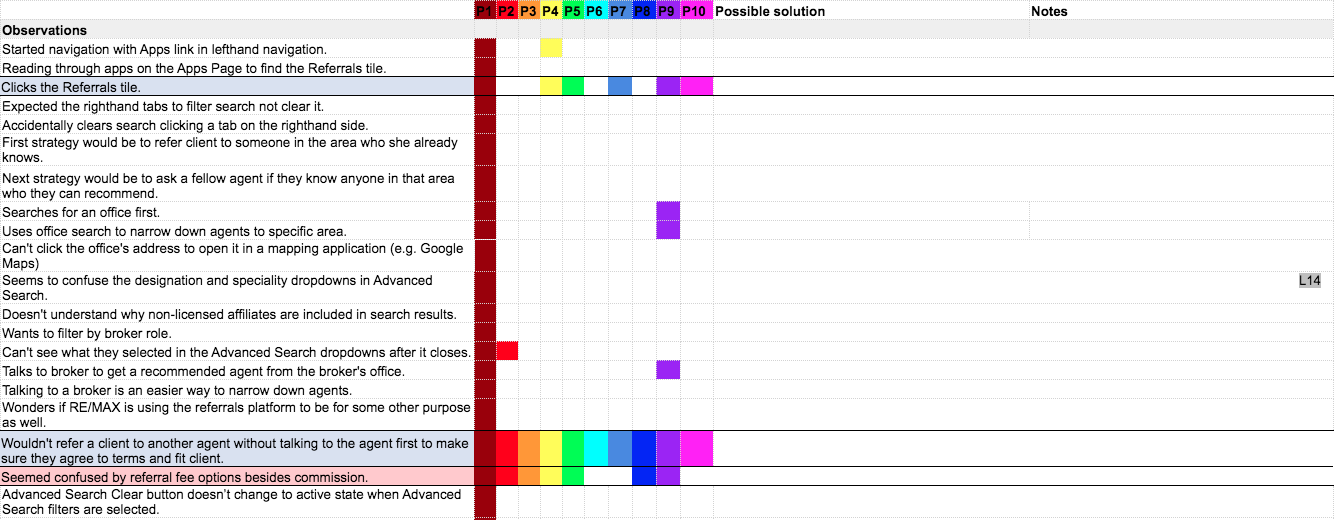 P1 P2 P3 P4 P5 P6 P7 P8 P9 P10 Possible solution Notes
Observations
Started navigation with Apps link in lefthand navigation.
Reading through apps on the Apps Page to find the Referrals tile.
Clicks the Referrals tile.
Expected the righthand tabs to filter search not clear it.
Accidentally clears search clicking a tab on the righthand side.
First strategy would be to refer client to someone in the area who she already
knows.
Next strategy would be to ask a fellow agent if they know anyone in that area
who they can recommend.
Searches for an office first.
Uses office search to narrow down agents to specific area.
Can't click the office's address to open it in a mapping application (e.g. Google
Maps)
Seems to confuse the designation and speciality dropdowns in Advanced
Search.
L14
Doesn't understand why non-licensed affiliates are included in search results.
Wants to filter by broker role.
Can't see what they selected in the Advanced Search dropdowns after it closes.
Talks to broker to get a recommended agent from the broker's office.
Talking to a broker is an easier way to narrow down agents.
Wonders if RE/MAX is using the referrals platform to be for some other purpose
as well.
Wouldn't refer a client to another agent without talking to the agent first to make
sure they agree to terms and fit client.
Seemed confused by referral fee options besides commission.
Advanced Search Clear button doesn't change to active state when Advanced
Search filters are selected.